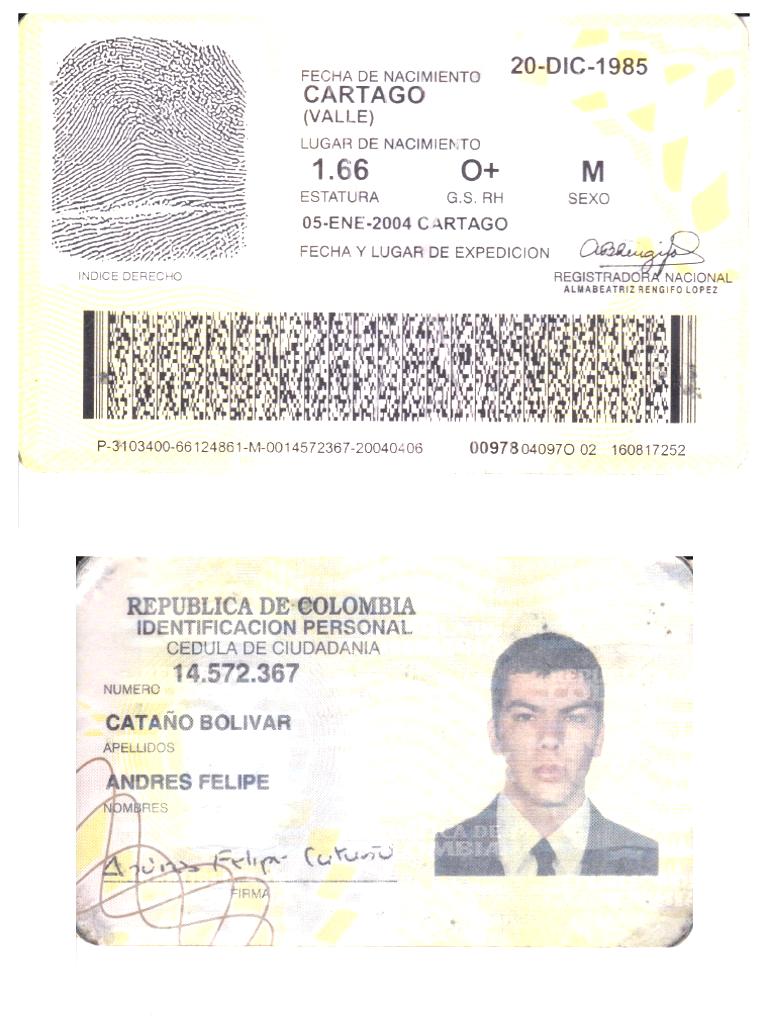 FECHA DE NACIMIENTO 20-DIC-1985
CARTAGO
(VALLE)
LUGAR DE NACIMIENTO
1.66 O+ M
ESTATURA G.S. RH SEXO
05-ENE-2004 CARTAGO
FECHA Y LUGAR DE EXPEDICION
INDICE DERECHO
REGISTRADORA NACIONAL
ALMABEATRIZ RENGIFO LOPEZ
P-3103400-66124861-M-0014572367-20040406 00978 04097O 02 160817252
REPUBLICA DE COLOMBIA
IDENTIFICACION PERSONAL
CEDULA DE CIUDADANIA
14.572.367
NUMERO
CATAÑO BOLIVAR
APELLIDOS
ANDRES FELIPE
NOMBRES
Andres Felipe Cataño
FIRMA